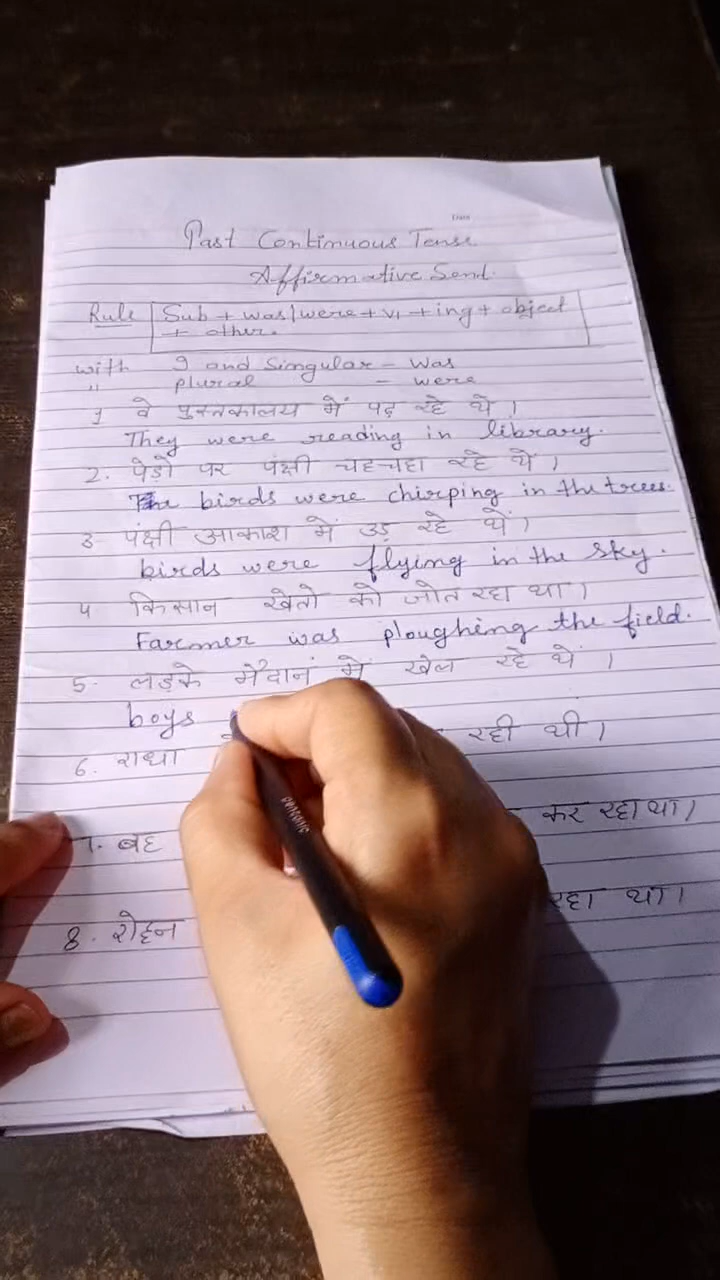 Date
Past Continuous Tense
Affirmative Send.
Rule Sub + was/were + v1 + ing + object
+ other.
with I and Singular - was
" plural - were
1 वे पुस्तकालय में पढ़ रहे थे ।
They were reading in library.
2. पेड़ो पर पंक्षी चहचहा रहे थें ।
The birds were chirping in the trees.
3- पंक्षी आकाश में उड़ रहे थें ।
birds were flying in the sky.
4 किसान खेतो को जोत रहा था ।
Farmer was ploughing the field.
5- लड़के मैदानं में खेल रहे थें ।
boys
6. राधा रही थी ।
7. वह कर रहा था ।
8. रोहन रहा था ।